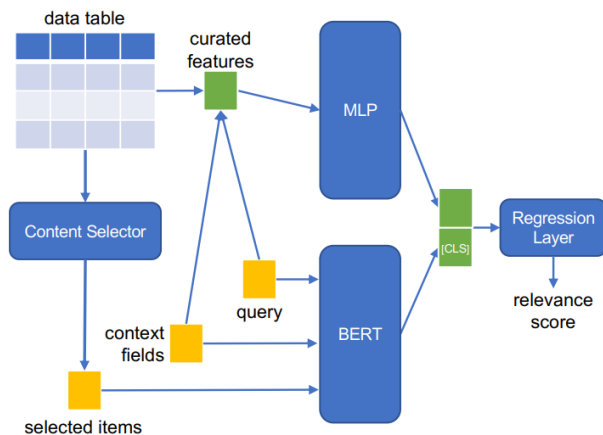 data table
curated
features
MLP
Content Selector
[CLS]
Regression
Layer
query
context
fields
BERT
relevance
score
selected items